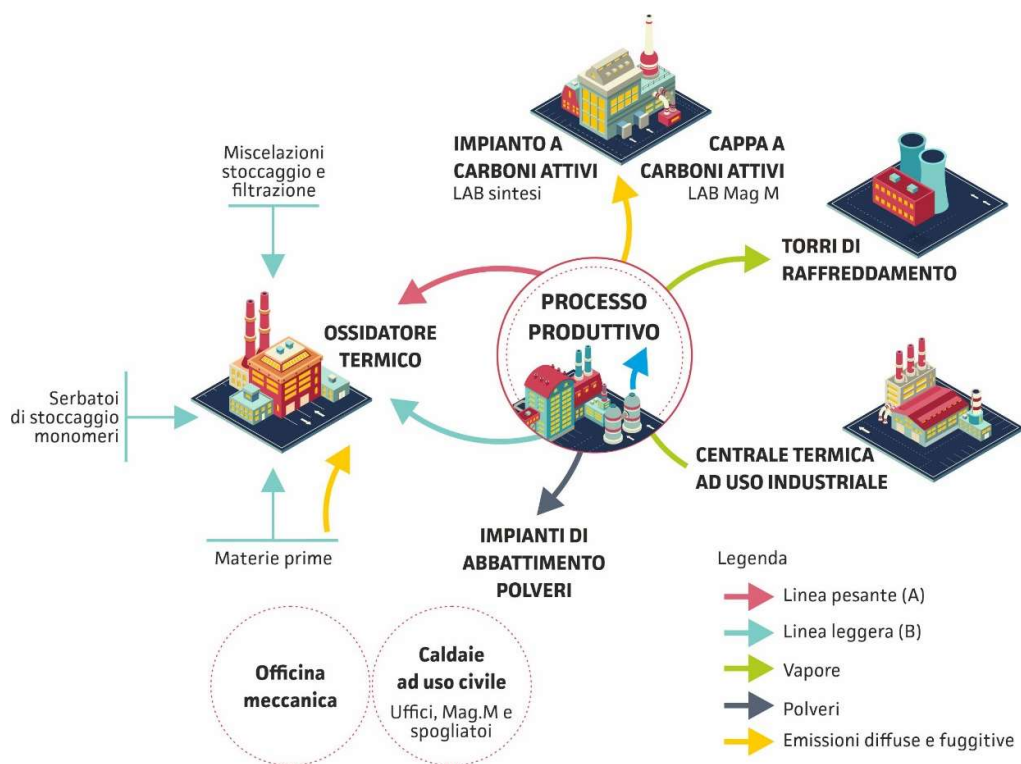 IMPIANTO A
CARBONI ATTIVI
LAB sintesi
CAPPA A
CARBONI ATTIVI
LAB Mag M
Miscelazioni
stoccaggio e
filtrazione
TORRI DI
RAFFREDDAMENTO
PROCESSO
PRODUTTIVO
OSSIDATORE
TERMICO
Serbatoi
di stoccaggio
monomeri
CENTRALE TERMICA
AD USO INDUSTRIALE
Materie prime
IMPIANTI DI
ABBATTIMENTO
POLVERI
Officina
meccanica
Caldaie
ad uso civile
Uffici, Mag.M e
spogliatoi
Legenda
Linea pesante (A)
Linea leggera (B)
Vapore
Polveri
Emissioni diffuse e fuggitive